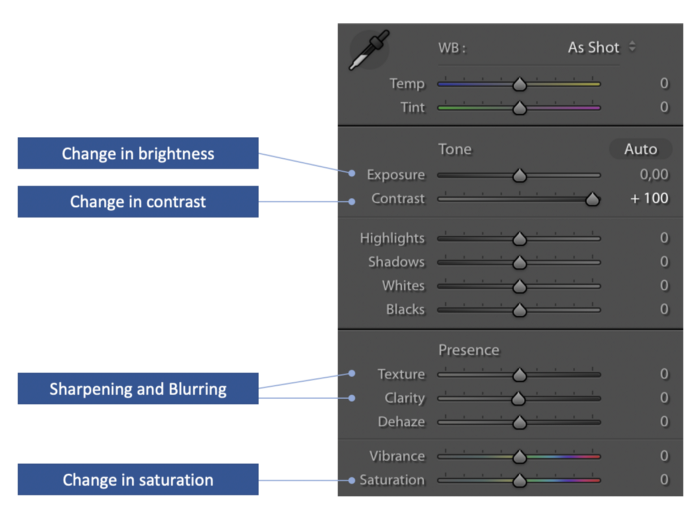 WB: As Shot
Temp 0
Tint 0
Change in brightness
Tone Auto
Exposure 0,00
Change in contrast
Contrast + 100
Highlights 0
Shadows 0
Whites 0
Blacks 0
Presence
Sharpening and Blurring
Texture 0
Clarity 0
Dehaze 0
Vibrance 0
Change in saturation
Saturation 0